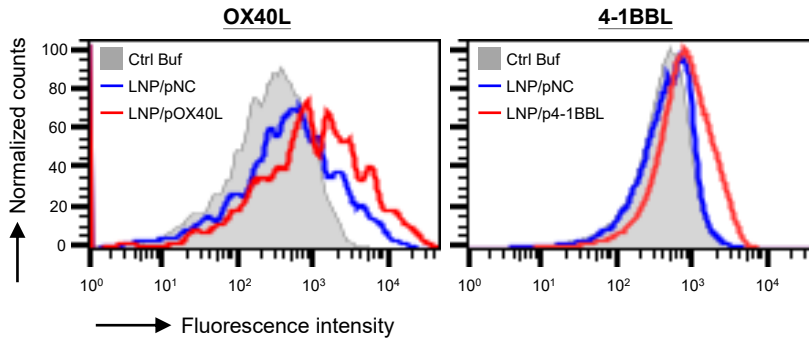 OX40L
4-1BBL
Normalized counts
100
80
60
40
20
0
Ctrl Buf
LNP/pNC
LNP/pOX40L
Ctrl Buf
LNP/pNC
LNP/p4-1BBL
10⁰ 10¹ 10² 10³ 10⁴
10⁰ 10¹ 10² 10³ 10⁴
Fluorescence intensity